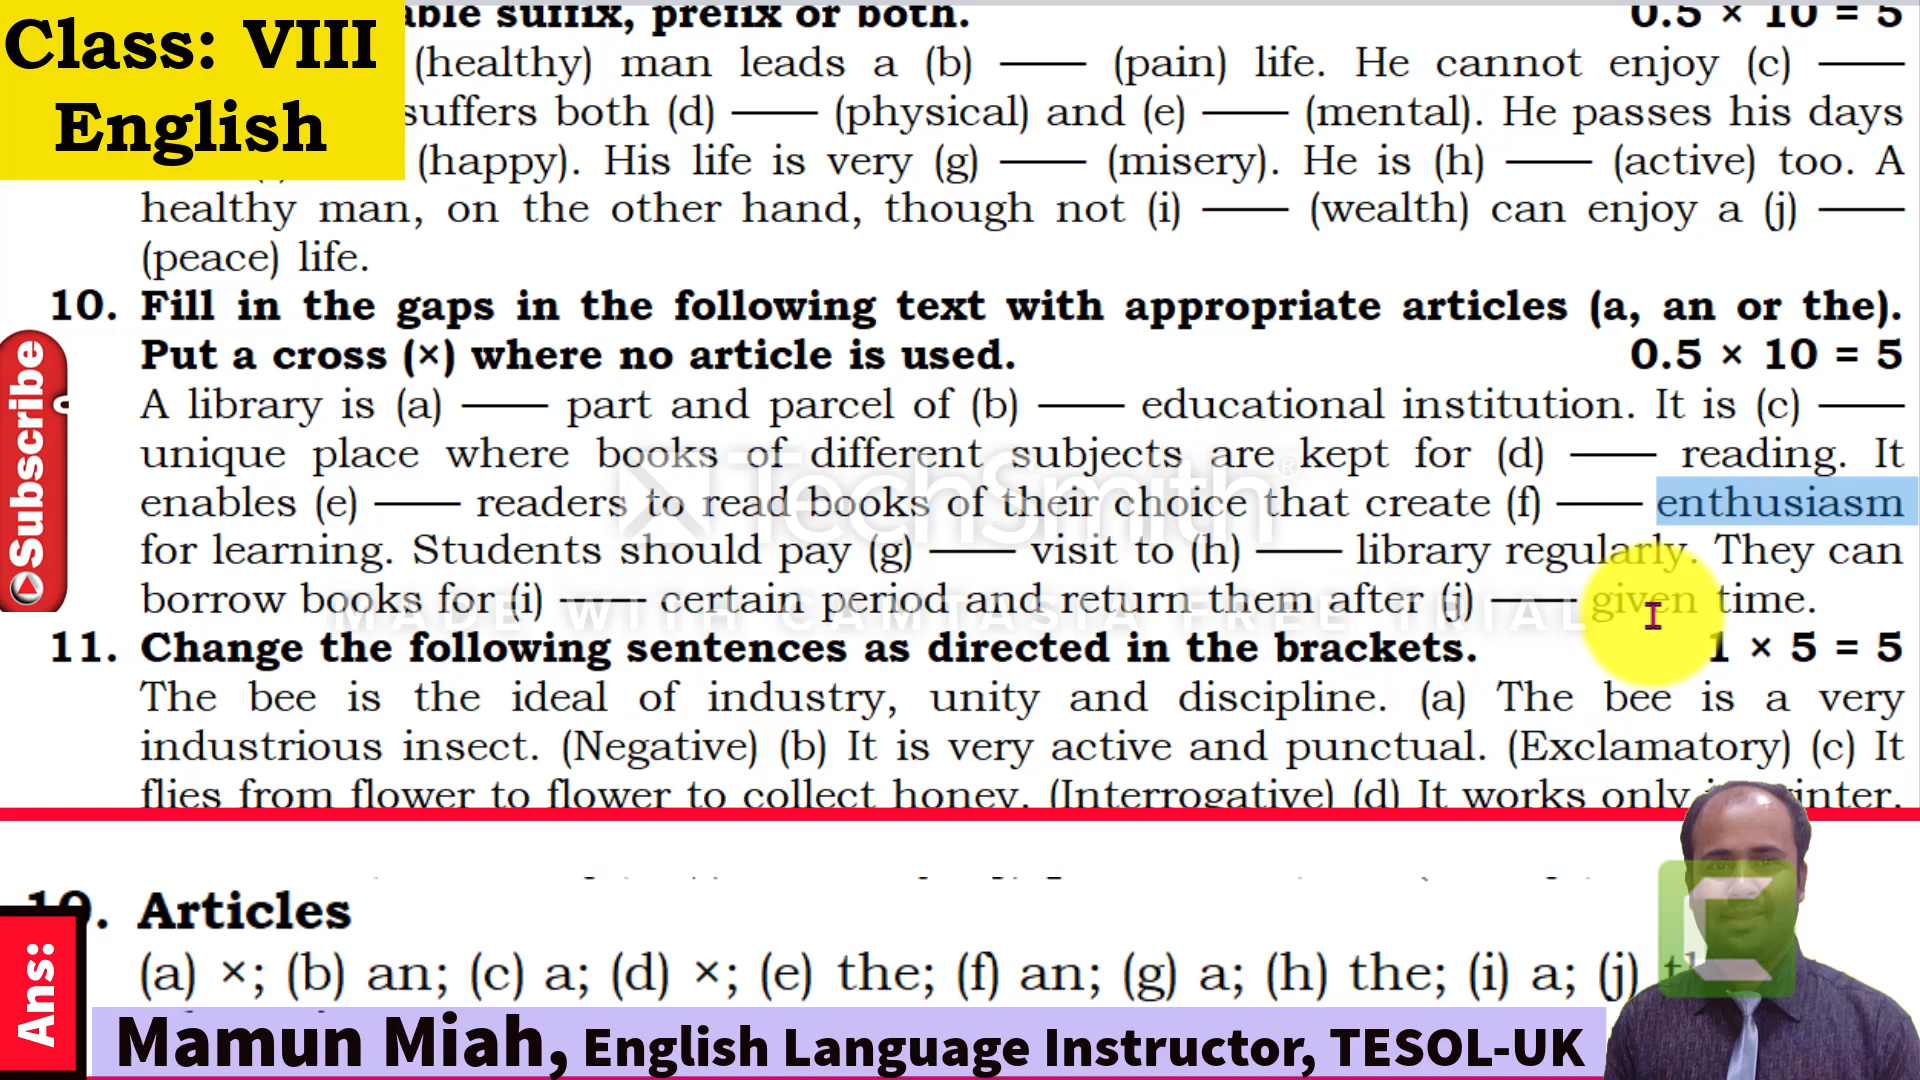 Class: VIII
English
able suffix, prefix or both. 0.5 × 10 = 5
(healthy) man leads a (b) —— (pain) life. He cannot enjoy (c) ——
suffers both (d) —— (physical) and (e) —— (mental). He passes his days
(happy). His life is very (g) —— (misery). He is (h) —— (active) too. A
healthy man, on the other hand, though not (i) —— (wealth) can enjoy a (j) ——
(peace) life.
10. Fill in the gaps in the following text with appropriate articles (a, an or the).
Put a cross (×) where no article is used. 0.5 × 10 = 5
A library is (a) —— part and parcel of (b) —— educational institution. It is (c) ——
unique place where books of different subjects are kept for (d) —— reading. It
enables (e) —— readers to read books of their choice that create (f) —— enthusiasm
for learning. Students should pay (g) —— visit to (h) —— library regularly. They can
borrow books for (i) —— certain period and return them after (j) —— given time.
11. Change the following sentences as directed in the brackets. 1 × 5 = 5
The bee is the ideal of industry, unity and discipline. (a) The bee is a very
industrious insect. (Negative) (b) It is very active and punctual. (Exclamatory) (c) It
flies from flower to flower to collect honey. (Interrogative) (d) It works only in winter.
Subscribe
TechSmith®
MADE WITH CAMTASIA FREE TRIAL
10. Articles
(a) ×; (b) an; (c) a; (d) ×; (e) the; (f) an; (g) a; (h) the; (i) a; (j)
Ans:
Mamun Miah, English Language Instructor, TESOL-UK